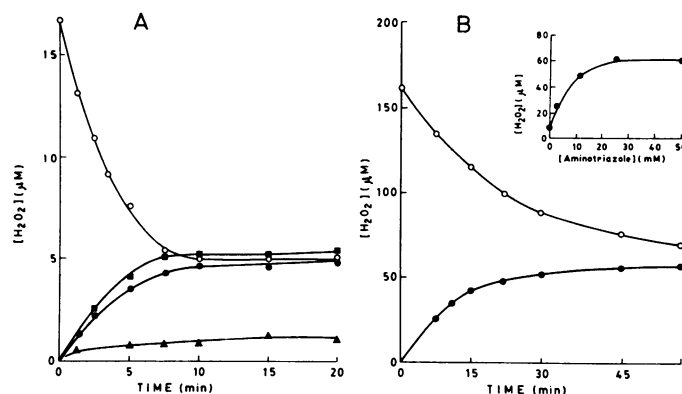 A
15
10
5
0
[H₂O₂] (μM)
0 5 10 15 20
TIME (min)
B
200
150
100
50
0
[H₂O₂] (μM)
0 15 30 45
TIME (min)
80
60
40
20
0
[H₂O₂] (μM)
0 10 20 30 40 50
[Aminotriazole] (mM)